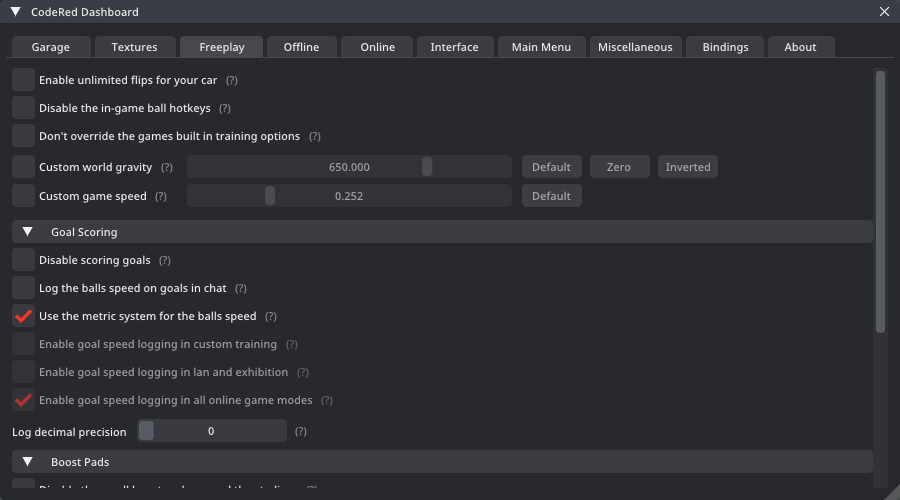 CodeRed Dashboard
Garage Textures Freeplay Offline Online Interface Main Menu Miscellaneous Bindings About
Enable unlimited flips for your car (?)
Disable the in-game ball hotkeys (?)
Don't override the games built in training options (?)
Custom world gravity (?) 650.000 Default Zero Inverted
Custom game speed (?) 0.252 Default
Goal Scoring
Disable scoring goals (?)
Log the balls speed on goals in chat (?)
Use the metric system for the balls speed (?)
Enable goal speed logging in custom training (?)
Enable goal speed logging in lan and exhibition (?)
Enable goal speed logging in all online game modes (?)
Log decimal precision 0 (?)
Boost Pads